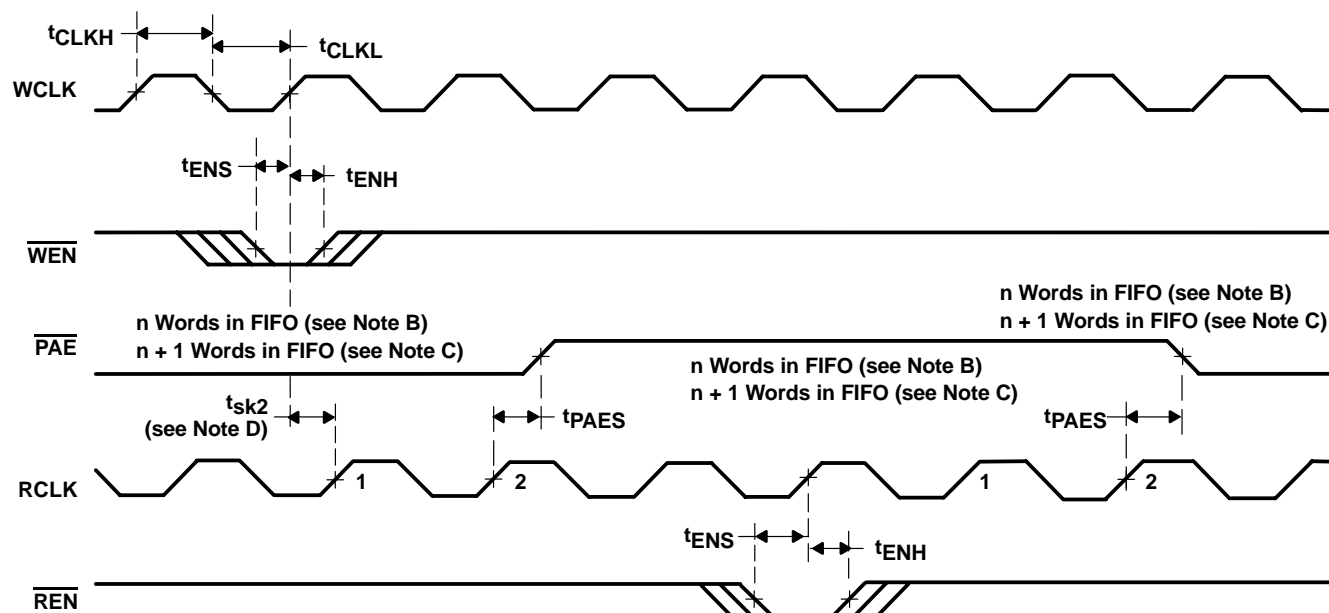 tCLKH
tCLKL
WCLK
tENS
tENH
WEN
n Words in FIFO (see Note B)
n + 1 Words in FIFO (see Note C)
PAE
n Words in FIFO (see Note B)
n + 1 Words in FIFO (see Note C)
n Words in FIFO (see Note B)
n + 1 Words in FIFO (see Note C)
tsk2
(see Note D)
tPAES
tPAES
RCLK
1
2
1
2
tENS
tENH
REN